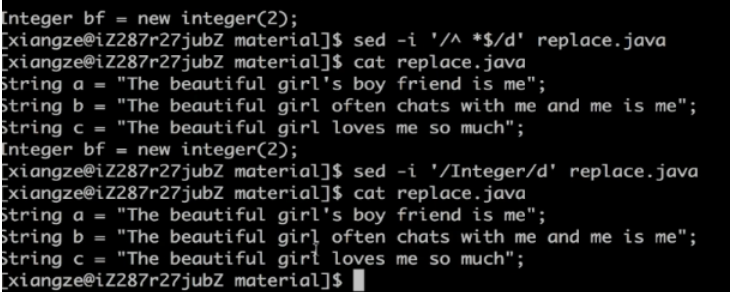 Integer bf = new integer(2);
[xiangze@iZ287r27jubZ material]$ sed -i '/^ *$/d' replace.java
[xiangze@iZ287r27jubZ material]$ cat replace.java
String a = "The beautiful girl's boy friend is me";
String b = "The beautiful girl often chats with me and me is me";
String c = "The beautiful girl loves me so much";
Integer bf = new integer(2);
[xiangze@iZ287r27jubZ material]$ sed -i '/Integer/d' replace.java
[xiangze@iZ287r27jubZ material]$ cat replace.java
String a = "The beautiful girl's boy friend is me";
String b = "The beautiful girl often chats with me and me is me";
String c = "The beautiful girl loves me so much";
[xiangze@iZ287r27jubZ material]$